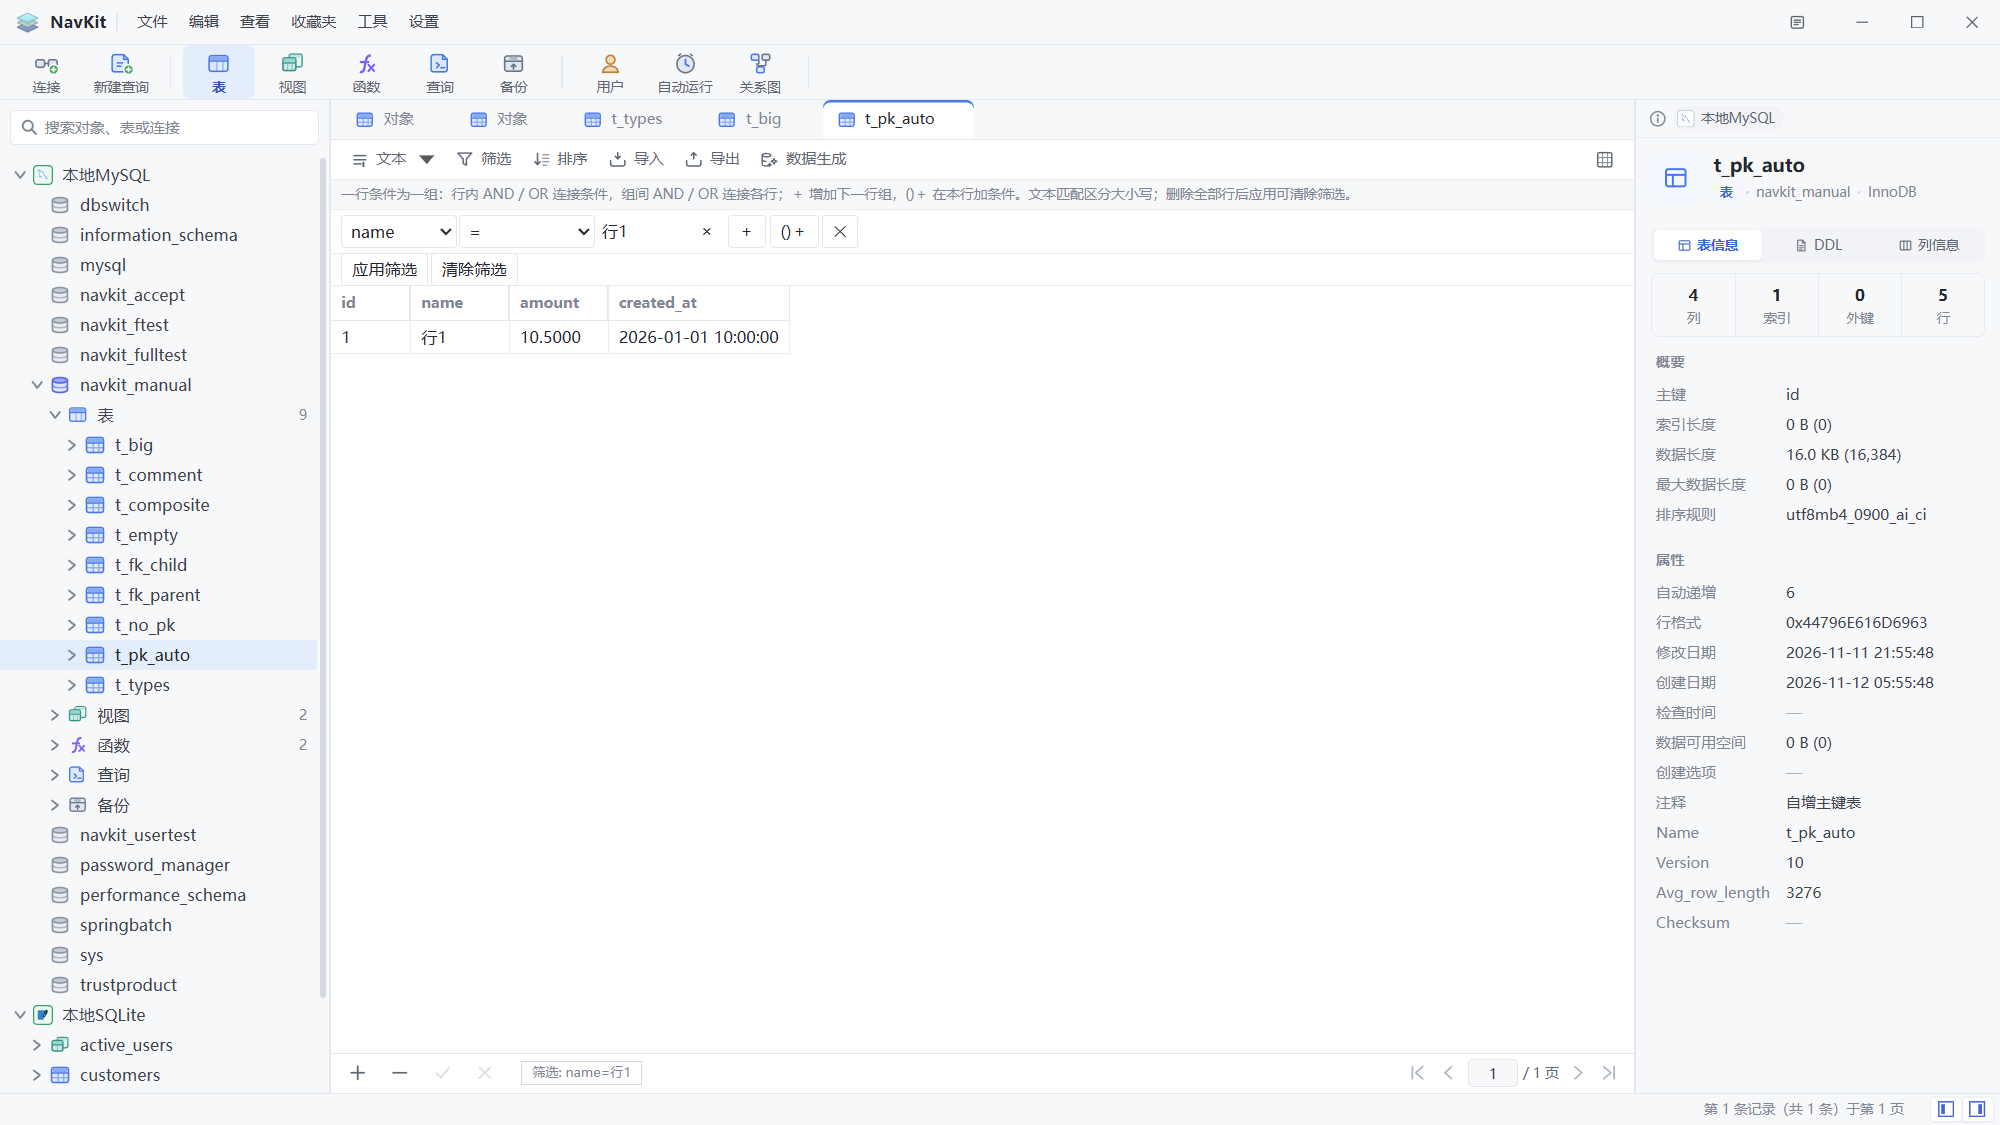 NavKit 文件 编辑 查看 收藏夹 工具 设置
连接 新建查询 表 视图 函数 查询 备份 用户 自动运行 关系图
搜索对象、表或连接
本地MySQL
dbswitch
information_schema
mysql
navkit_accept
navkit_ftest
navkit_fulltest
navkit_manual
表 9
t_big
t_comment
t_composite
t_empty
t_fk_child
t_fk_parent
t_no_pk
t_pk_auto
t_types
视图 2
函数 2
查询
备份
navkit_usertest
password_manager
performance_schema
springbatch
sys
trustproduct
本地SQLite
active_users
customers
对象 对象 t_types t_big t_pk_auto
文本 筛选 排序 导入 导出 数据生成
一行条件为一组：行内 AND / OR 连接条件，组间 AND / OR 连接各行； + 增加下一行组，() + 在本行加条件。文本匹配区分大小写；删除全部行后应用可清除筛选。
name = 行1 × + () + ×
应用筛选 清除筛选
id name amount created_at
1 行1 10.5000 2026-01-01 10:00:00
筛选: name=行1
1 / 1 页
本地MySQL
t_pk_auto
表 · navkit_manual · InnoDB
表信息 DDL 列信息
4 1 0 5
列 索引 外键 行
概要
主键 id
索引长度 0 B (0)
数据长度 16.0 KB (16,384)
最大数据长度 0 B (0)
排序规则 utf8mb4_0900_ai_ci
属性
自动递增 6
行格式 0x44796E616D6963
修改日期 2026-11-11 21:55:48
创建日期 2026-11-12 05:55:48
检查时间 —
数据可用空间 0 B (0)
创建选项 —
注释 自增主键表
Name t_pk_auto
Version 10
Avg_row_length 3276
Checksum —
第 1 条记录（共 1 条）于第 1 页